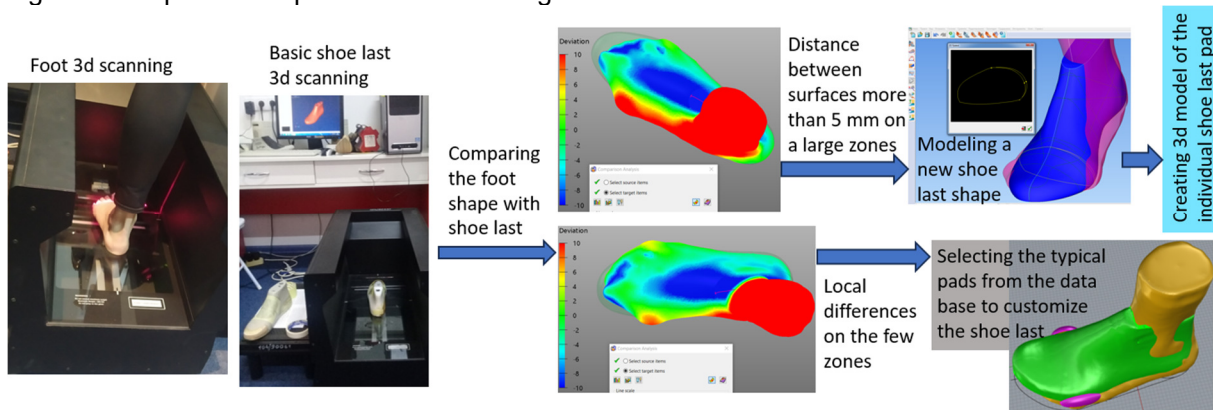 Foot 3d scanning
Basic shoe last
3d scanning
Comparing
the foot
shape with
shoe last
Deviation
10
8
6
4
2
0
-2
-4
-6
-8
-10
Comparison Analysis
Select source items
Select target items
Distance
between
surfaces more
than 5 mm on
a large zones
Modeling a
new shoe
last shape
Creating 3d model of the
individual shoe last pad
Deviation
10
8
6
4
2
0
-2
-4
-6
-8
-10
Comparison Analysis
Select source items
Select target items
Line scale
Local
differences
on the few
zones
Selecting the typical
pads from the data
base to customize
the shoe last